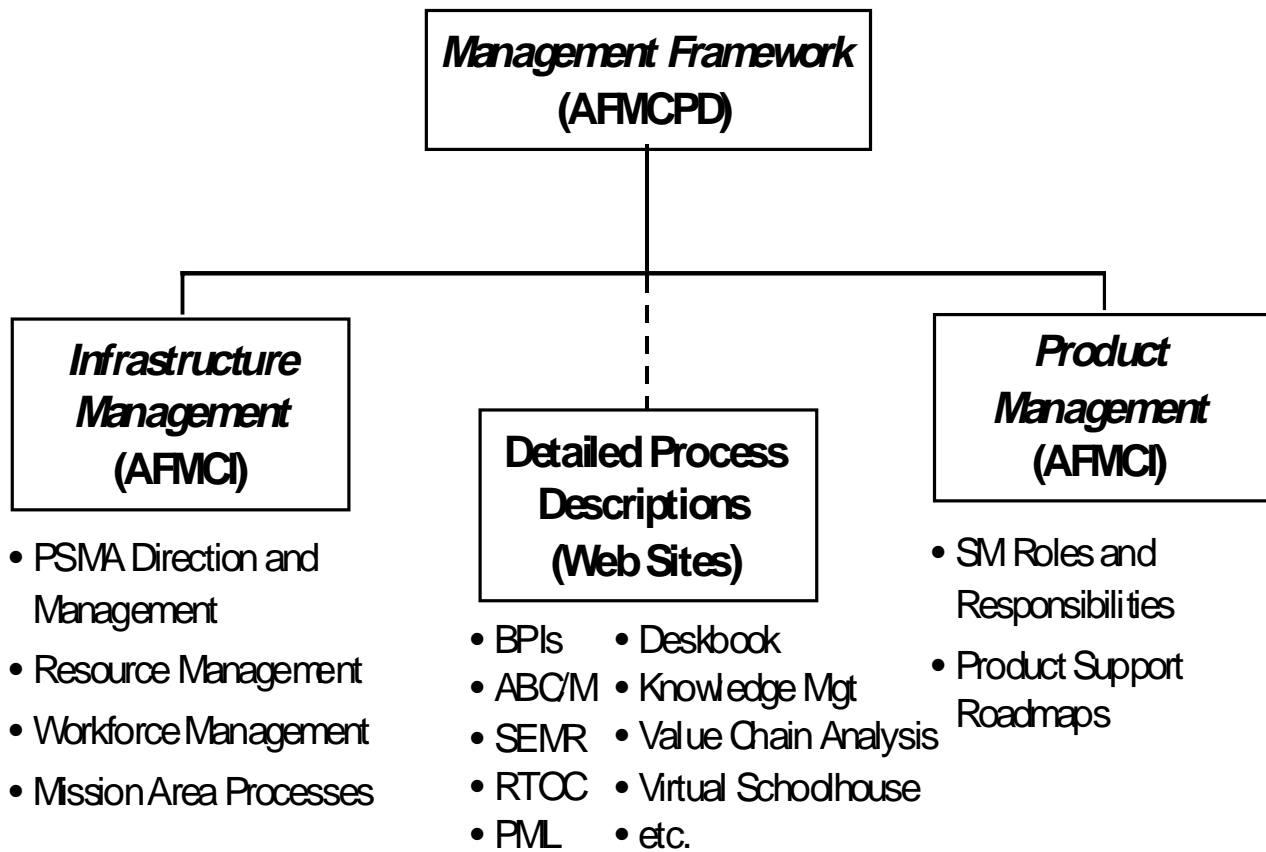 Management Framework
(AFMCPD)
Infrastructure
Management
(AFMCI)
• PSMA Direction and
Management
• Resource Management
• Workforce Management
• Mission Area Processes
Detailed Process
Descriptions
(Web Sites)
• BPIs
• ABC/M
• SEMR
• RTOC
• PML
• Deskbook
• Knowledge Mgt
• Value Chain Analysis
• Virtual Schoolhouse
• etc.
Product
Management
(AFMCI)
• SM Roles and
Responsibilities
• Product Support
Roadmaps